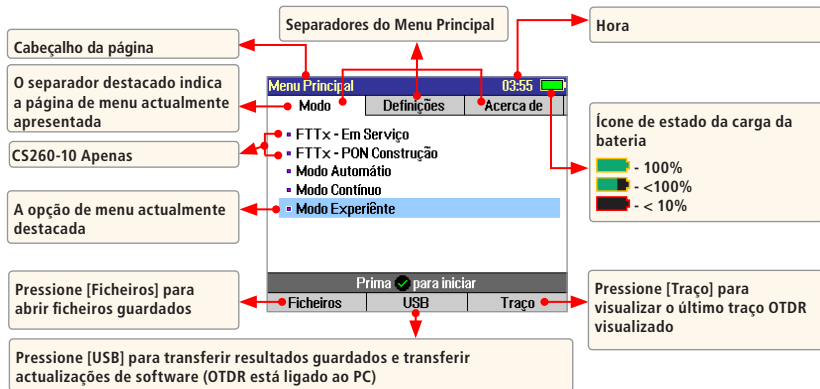 Separadores do Menu Principal
Hora
Cabeçalho da página
O separador destacado indica
a página de menu actualmente
apresentada
CS260-10 Apenas
A opção de menu actualmente
destacada
Menu Principal 03:55
Modo Definições Acerca de
FTTx - Em Serviço
FTTx - PON Construção
Modo Automátio
Modo Contínuo
Modo Experiênte
Prima para iniciar
Ficheiros USB Traço
Ícone de estado da carga da
bateria
- 100%
- <100%
- < 10%
Pressione [Ficheiros] para
abrir ficheiros guardados
Pressione [Traço] para
visualizar o último traço OTDR
visualizado
Pressione [USB] para transferir resultados guardados e transferir
actualizações de software (OTDR está ligado ao PC)